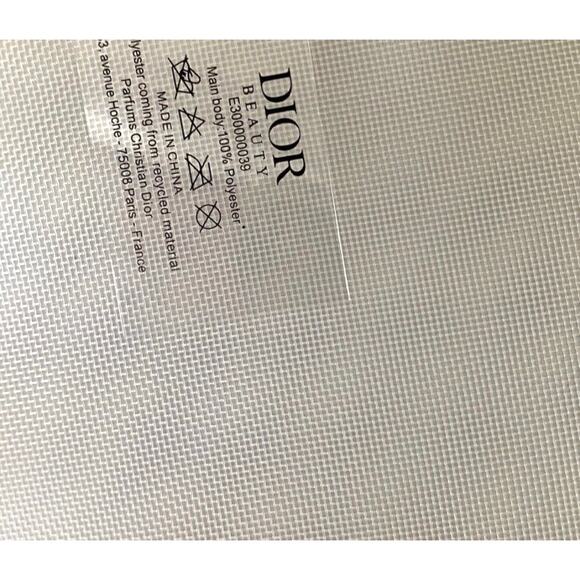 DIOR
BEAUTY
E300000039
Main body:100% Polyester*
MADE IN CHINA
lyester coming from recycled material
Parfums Christian Dior
3, avenue Hoche - 75008 Paris - France